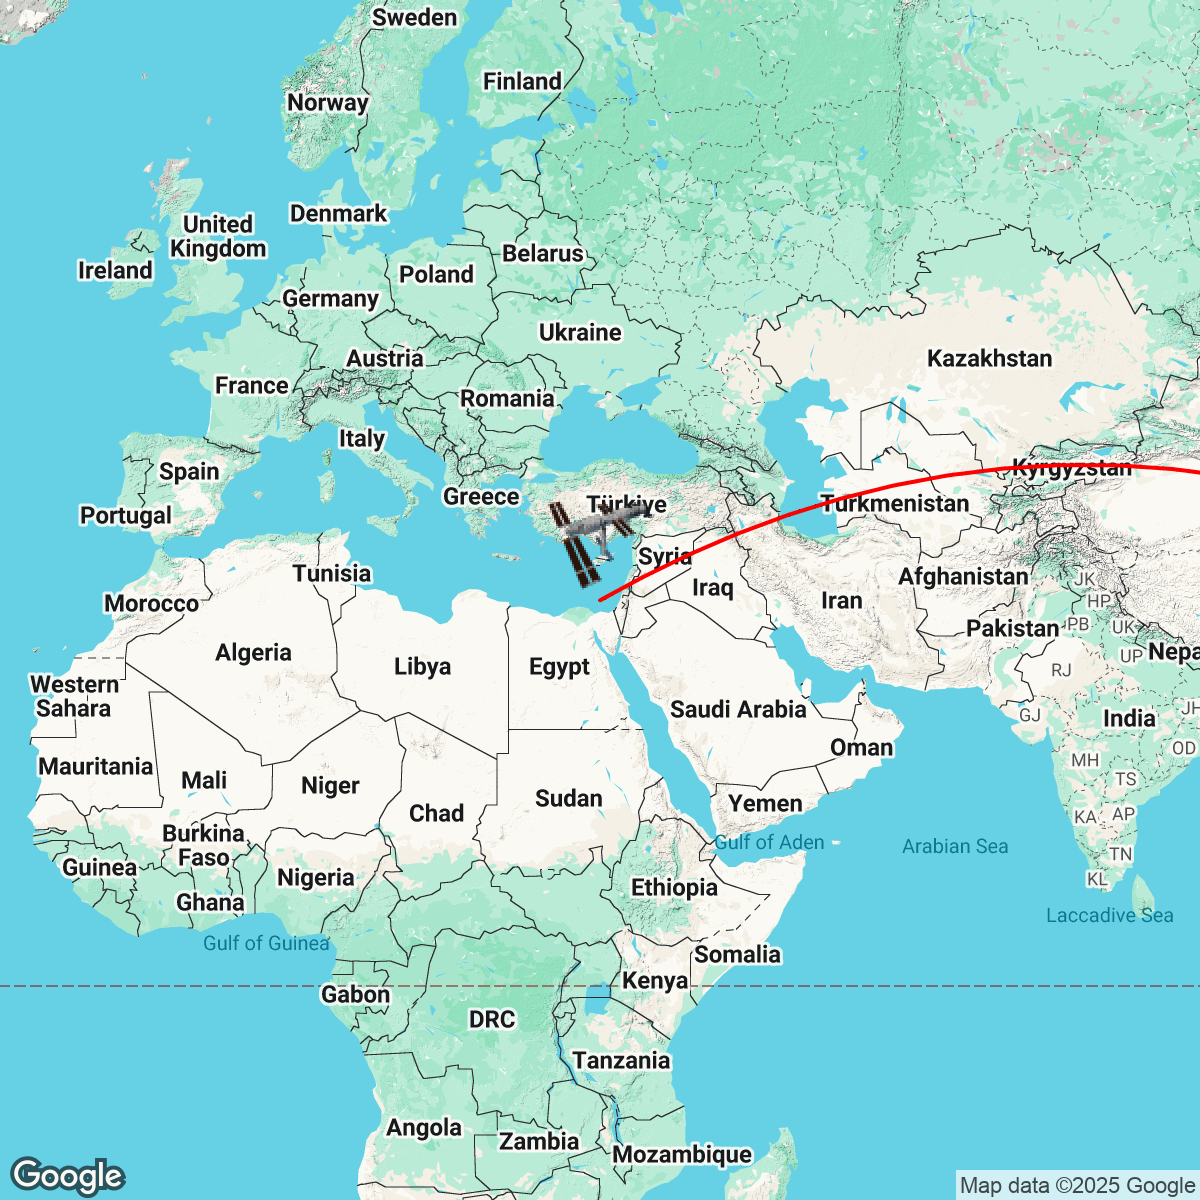 Sweden
Finland
Norway
Denmark
United
Kingdom
Ireland
Belarus
Poland
Germany
Ukraine
Austria
Kazakhstan
France
Romania
Italy
Kyrgyzstan
Spain
Greece
Türkiye
Turkmenistan
Portugal
Syria
Tunisia
Afghanistan
JK
Iraq
Iran
HP
Morocco
Pakistan
PB
UK
Algeria
Libya
Egypt
UP
Nepa
RJ
Western
Sahara
Saudi Arabia
GJ
India
JH
Oman
OD
Mauritania
MH
Mali
Niger
TS
Sudan
Yemen
Chad
KA
AP
Burkina
Faso
Gulf of Aden
Arabian Sea
TN
Guinea
Nigeria
KL
Ethiopia
Ghana
Laccadive Sea
Gulf of Guinea
Somalia
Kenya
Gabon
DRC
Tanzania
Angola
Zambia
Mozambique
Google
Map data ©2025 Google